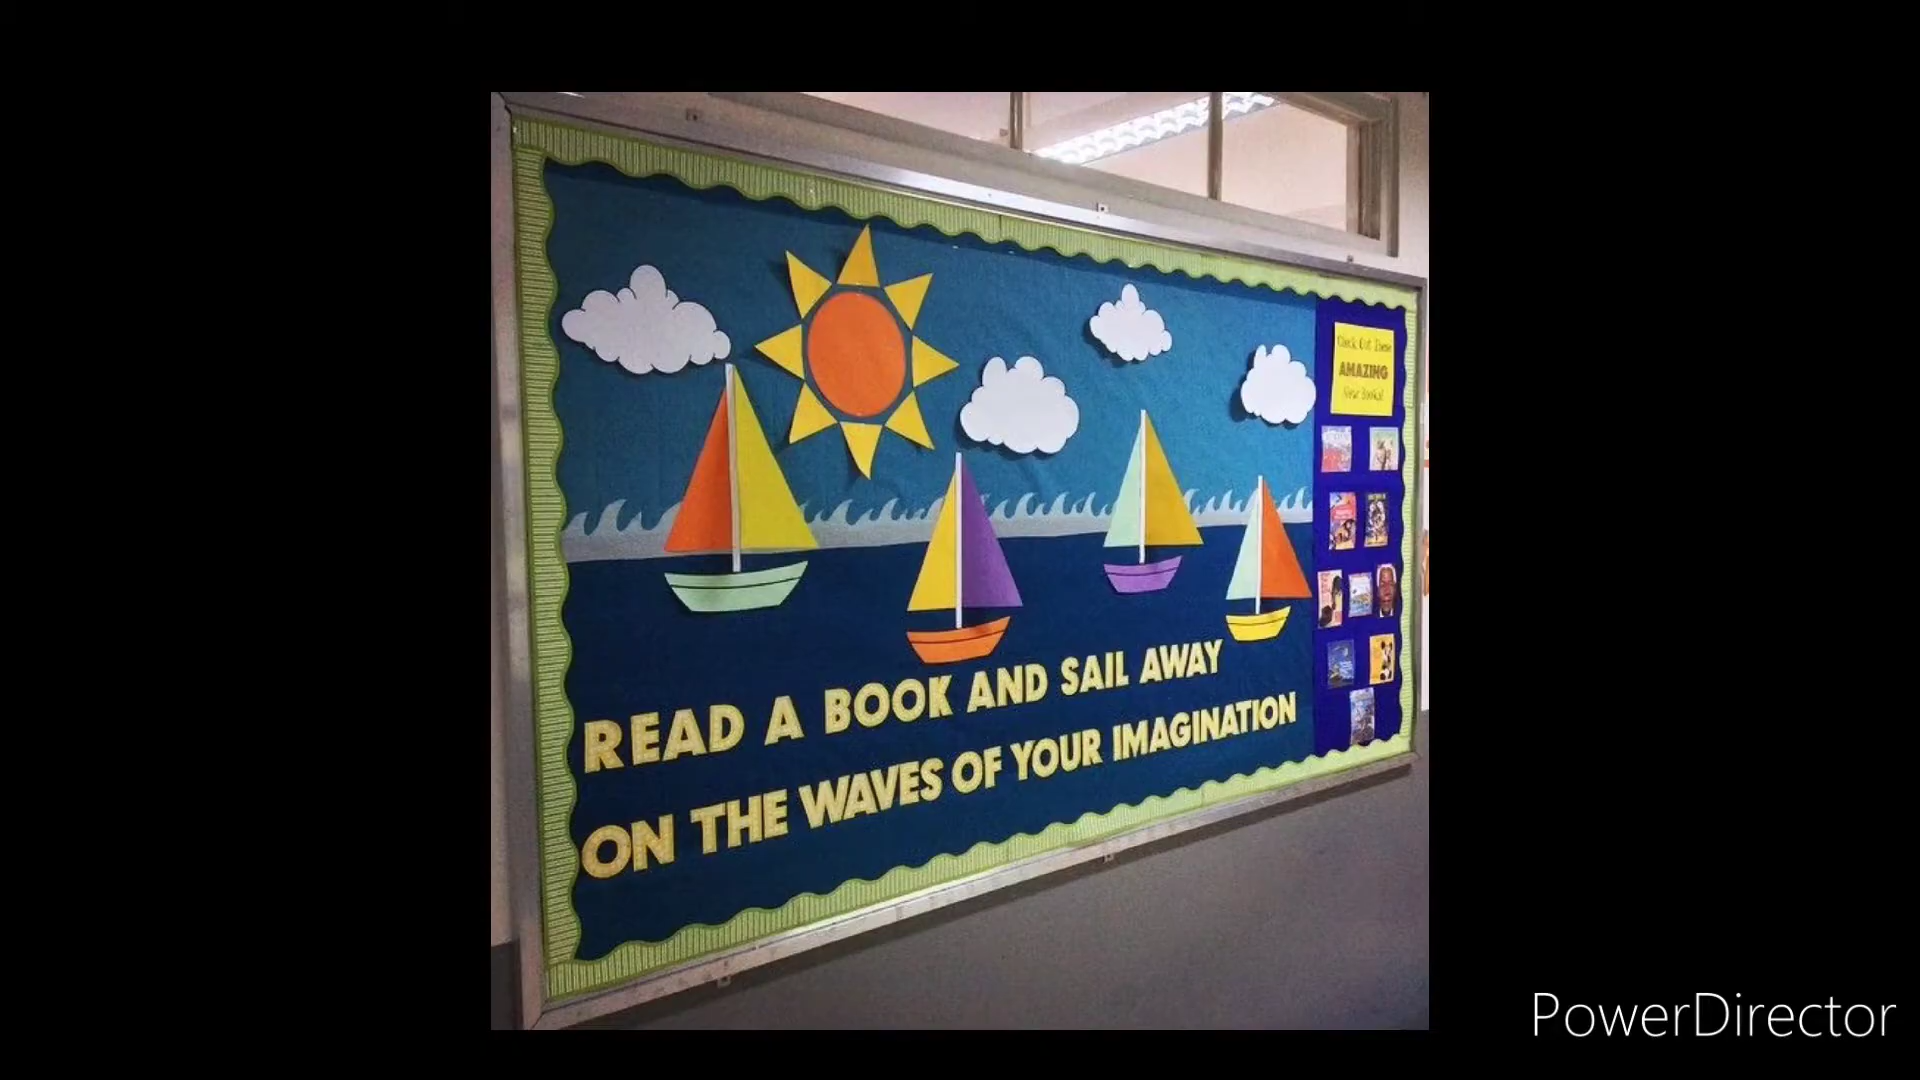 Check Out These
AMAZING
New Books!
READ A BOOK AND SAIL AWAY
ON THE WAVES OF YOUR IMAGINATION
PowerDirector